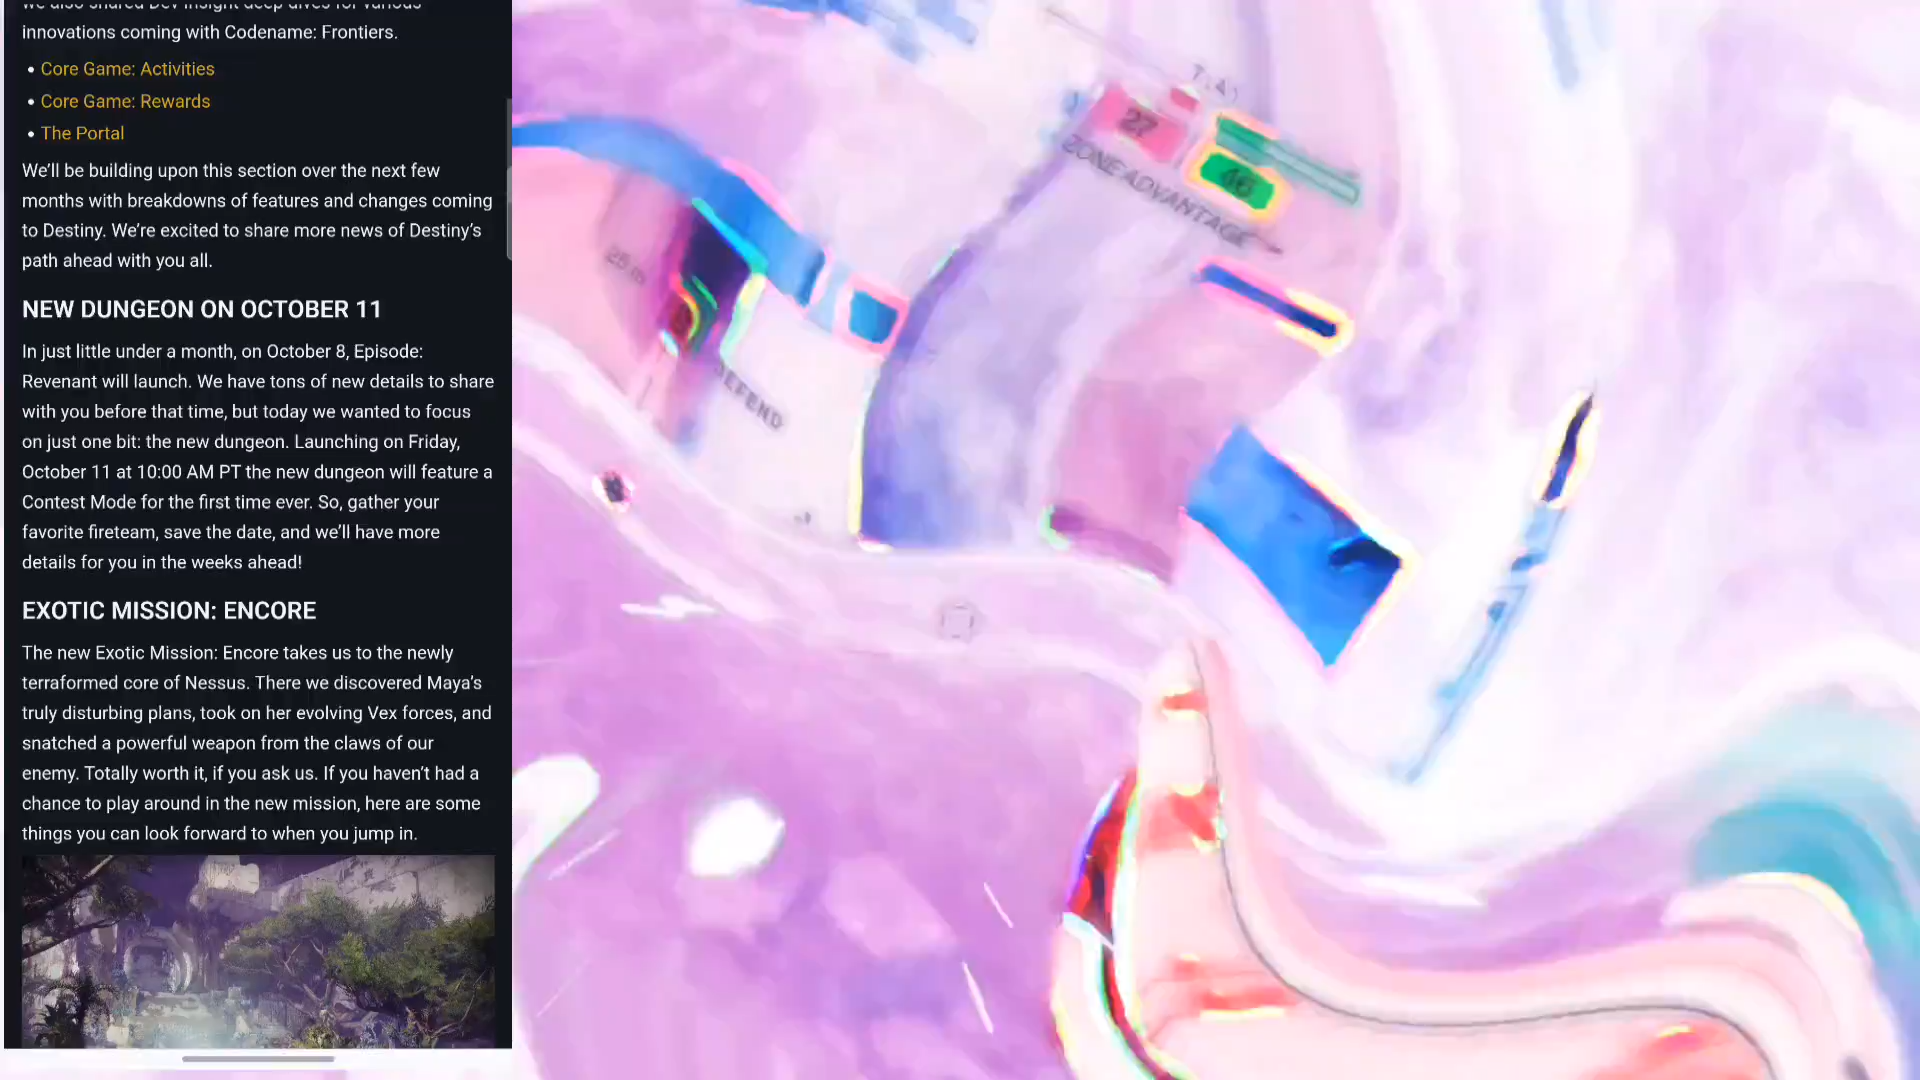 innovations coming with Codename: Frontiers.
• Core Game: Activities
• Core Game: Rewards
• The Portal
We’ll be building upon this section over the next few
months with breakdowns of features and changes coming
to Destiny. We’re excited to share more news of Destiny’s
path ahead with you all.
NEW DUNGEON ON OCTOBER 11
In just little under a month, on October 8, Episode:
Revenant will launch. We have tons of new details to share
with you before that time, but today we wanted to focus
on just one bit: the new dungeon. Launching on Friday,
October 11 at 10:00 AM PT the new dungeon will feature a
Contest Mode for the first time ever. So, gather your
favorite fireteam, save the date, and we’ll have more
details for you in the weeks ahead!
EXOTIC MISSION: ENCORE
The new Exotic Mission: Encore takes us to the newly
terraformed core of Nessus. There we discovered Maya’s
truly disturbing plans, took on her evolving Vex forces, and
snatched a powerful weapon from the claws of our
enemy. Totally worth it, if you ask us. If you haven’t had a
chance to play around in the new mission, here are some
things you can look forward to when you jump in.
27
46
ZONE ADVANTAGE